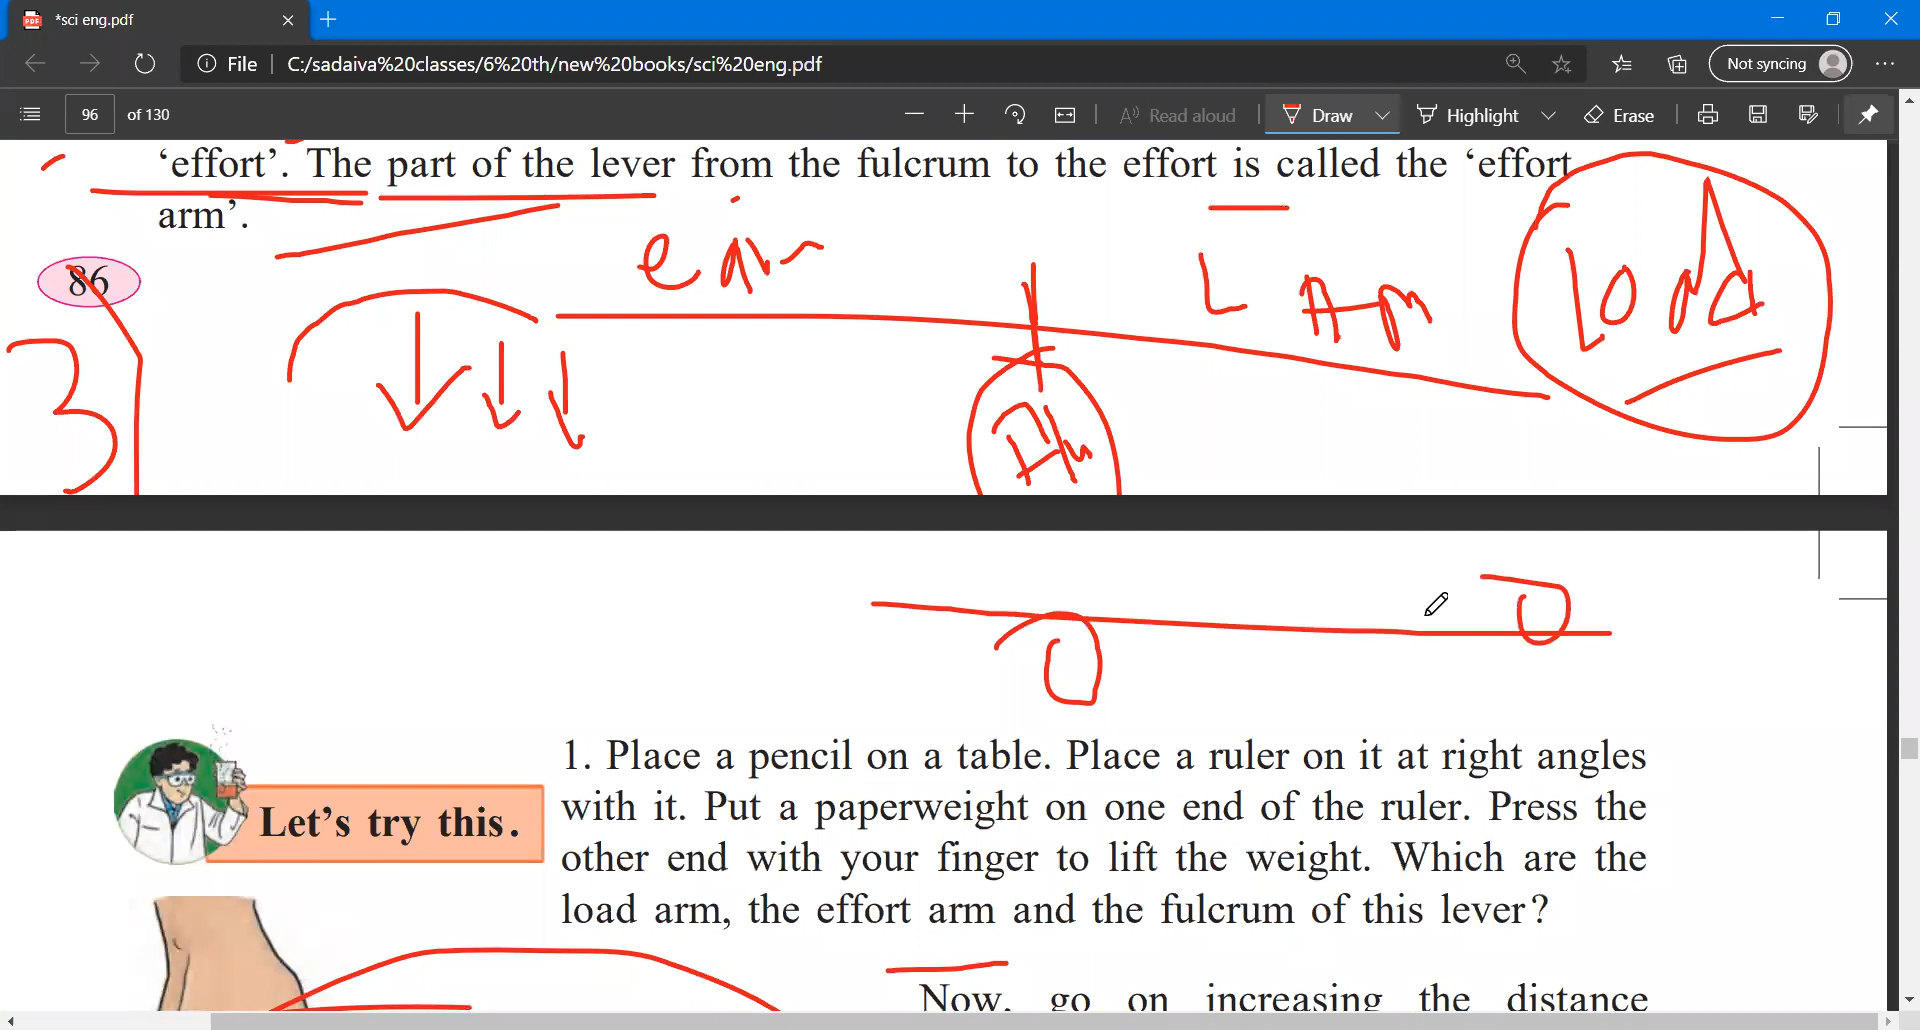 *sci eng.pdf
File C:/sadaiva%20classes/6%20th/new%20books/sci%20eng.pdf Not syncing
96 of 130 Read aloud Draw Highlight Erase
‘effort’. The part of the lever from the fulcrum to the effort is called the ‘effort
arm’.
e ar
L Arm
Load
86
3
1. Place a pencil on a table. Place a ruler on it at right angles
with it. Put a paperweight on one end of the ruler. Press the
Let's try this.
other end with your finger to lift the weight. Which are the
load arm, the effort arm and the fulcrum of this lever?
Now, go on increasing the distance